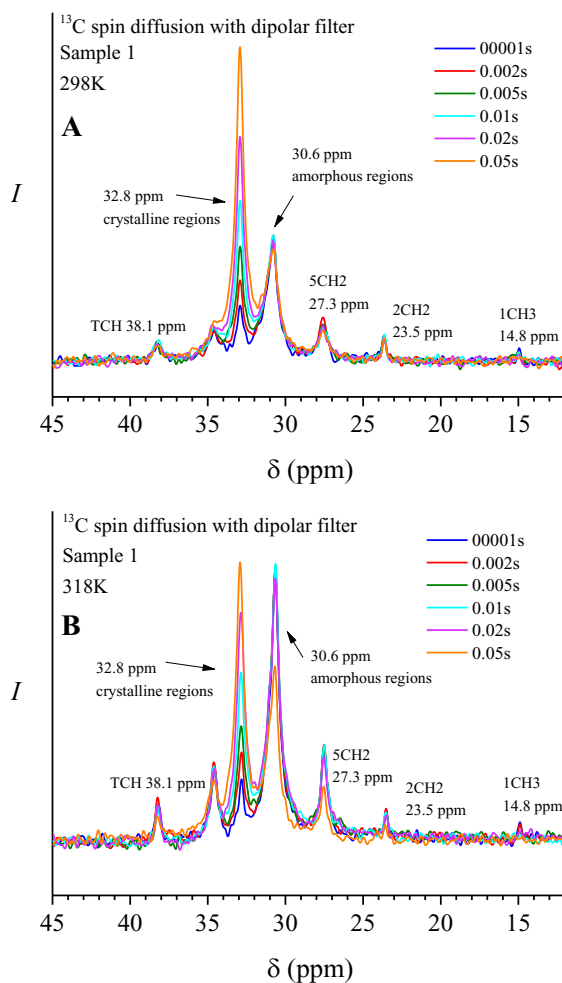 ¹³C spin diffusion with dipolar filter
Sample 1
298K
A
00001s
0.002s
0.005s
0.01s
0.02s
0.05s
30.6 ppm
amorphous regions
32.8 ppm
crystalline regions
I
5CH2
27.3 ppm
2CH2
23.5 ppm
1CH3
14.8 ppm
TCH 38.1 ppm
45 40 35 30 25 20 15
δ (ppm)
¹³C spin diffusion with dipolar filter
Sample 1
318K
B
00001s
0.002s
0.005s
0.01s
0.02s
0.05s
32.8 ppm
crystalline regions
30.6 ppm
amorphous regions
I
TCH 38.1 ppm
5CH2
27.3 ppm
2CH2
23.5 ppm
1CH3
14.8 ppm
45 40 35 30 25 20 15
δ (ppm)